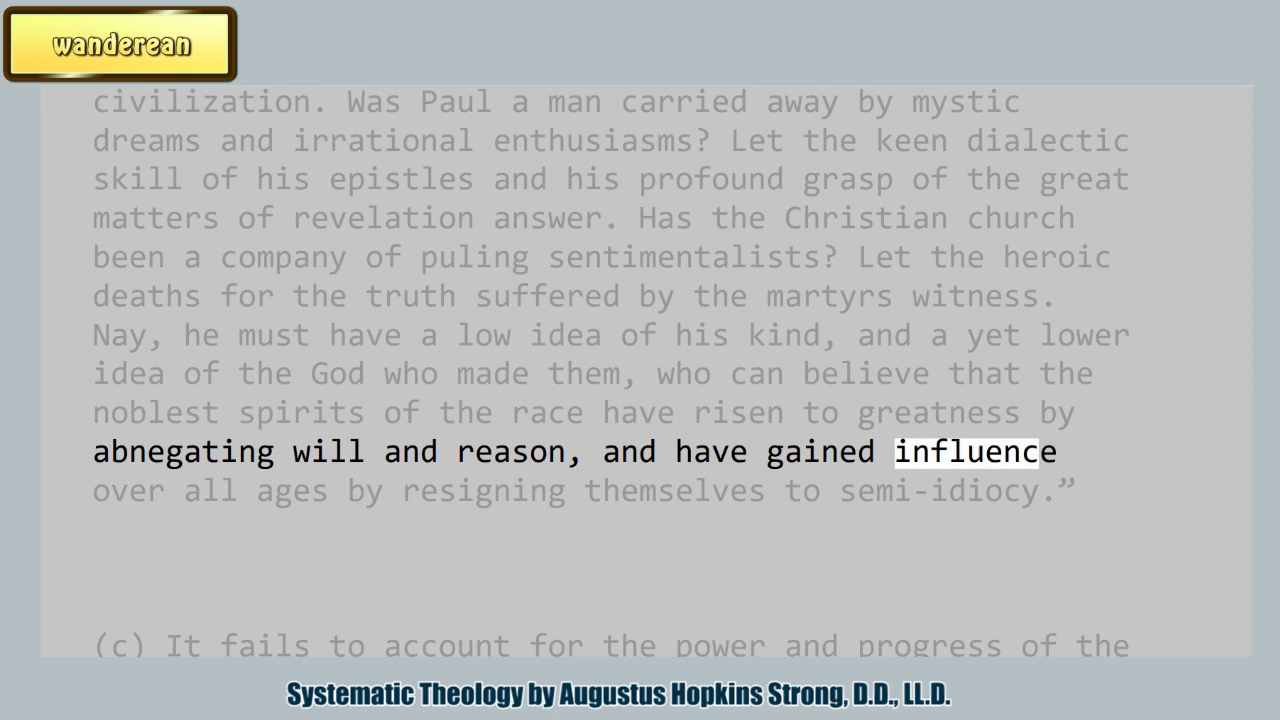 wanderean
civilization. Was Paul a man carried away by mystic
dreams and irrational enthusiasms? Let the keen dialectic
skill of his epistles and his profound grasp of the great
matters of revelation answer. Has the Christian church
been a company of puling sentimentalists? Let the heroic
deaths for the truth suffered by the martyrs witness.
Nay, he must have a low idea of his kind, and a yet lower
idea of the God who made them, who can believe that the
noblest spirits of the race have risen to greatness by
abnegating will and reason, and have gained influence
over all ages by resigning themselves to semi-idiocy.”
(c) It fails to account for the power and progress of the
Systematic Theology by Augustus Hopkins Strong, D.D., LL.D.